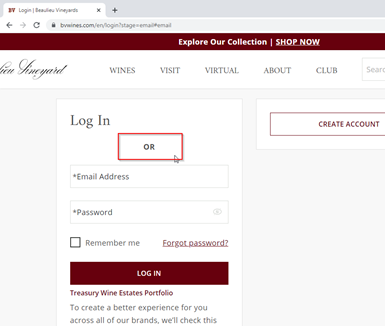 Login | Beaulieu Vineyards
bvwines.com/en/login?stage=email#email
Explore Our Collection | SHOP NOW
Vineyard
WINES VISIT VIRTUAL ABOUT CLUB Sear
Log In
OR
*Email Address
*Password
Remember me Forgot password?
LOG IN
Treasury Wine Estates Portfolio
To create a better experience for you
across all of our brands, we'll check this
CREATE ACCOUNT